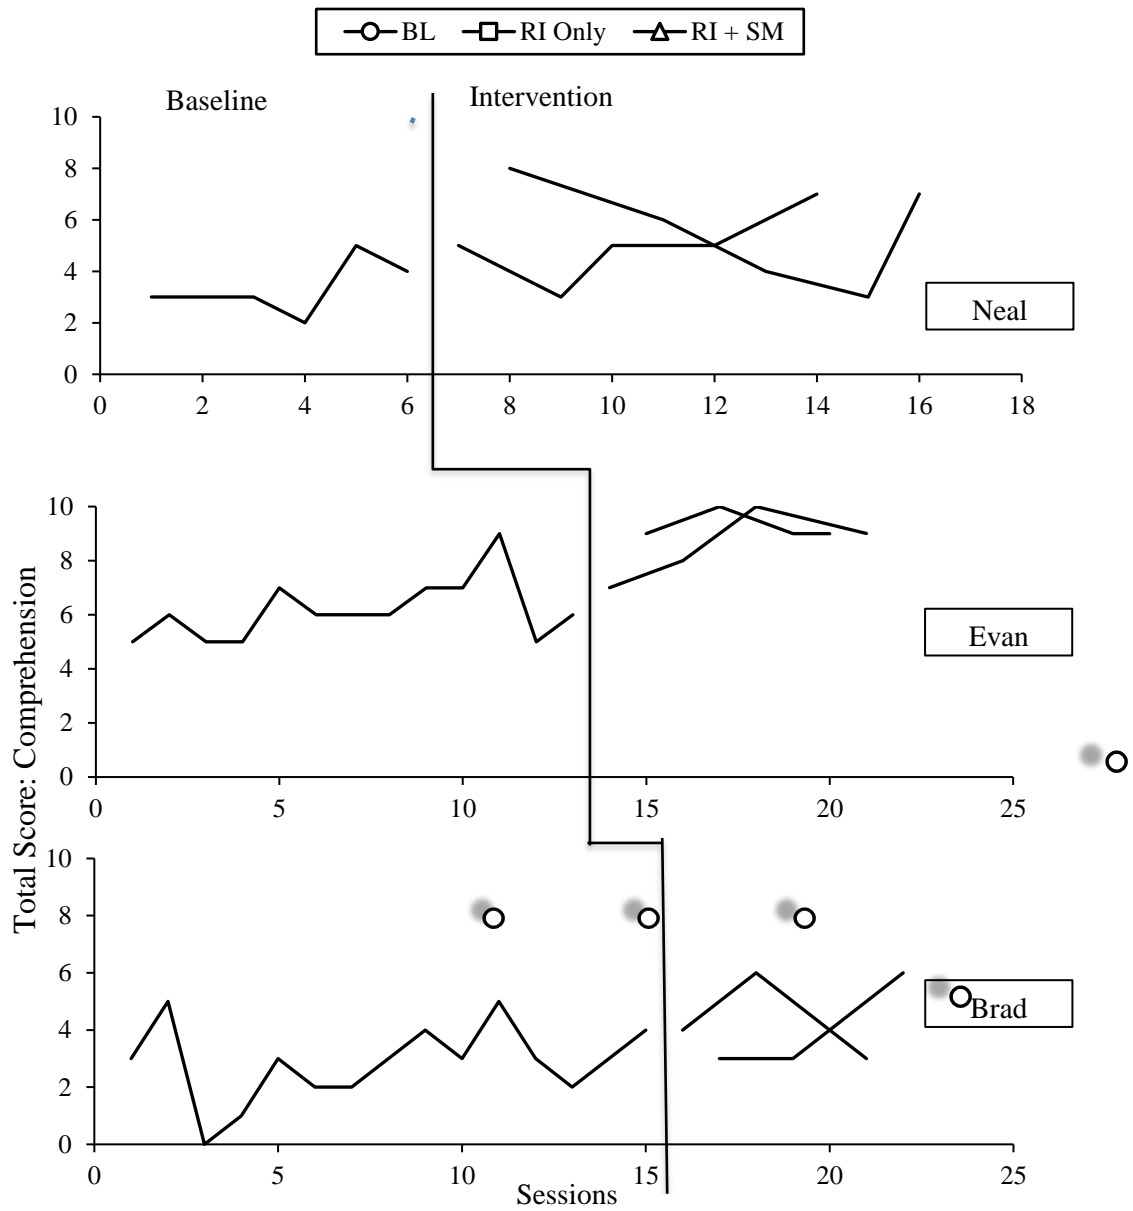 BL RI Only RI + SM
Baseline Intervention
10
8
6
4
2
0
0 2 4 6 8 10 12 14 16 18
Neal
Total Score: Comprehension
10
8
6
4
2
0
0 5 10 15 20 25
Evan
10
8
6
4
2
0
0 5 10 15 20 25
Brad
Sessions